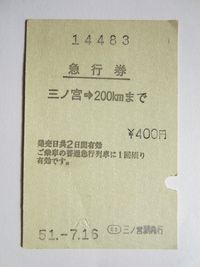 14483
急行券
三ノ宮➩200kmまで
¥400円
発売日共2日間有効
ご乗車の普通急行列車に1回限り
有効です。
51.-7.16
三ノ宮駅発行